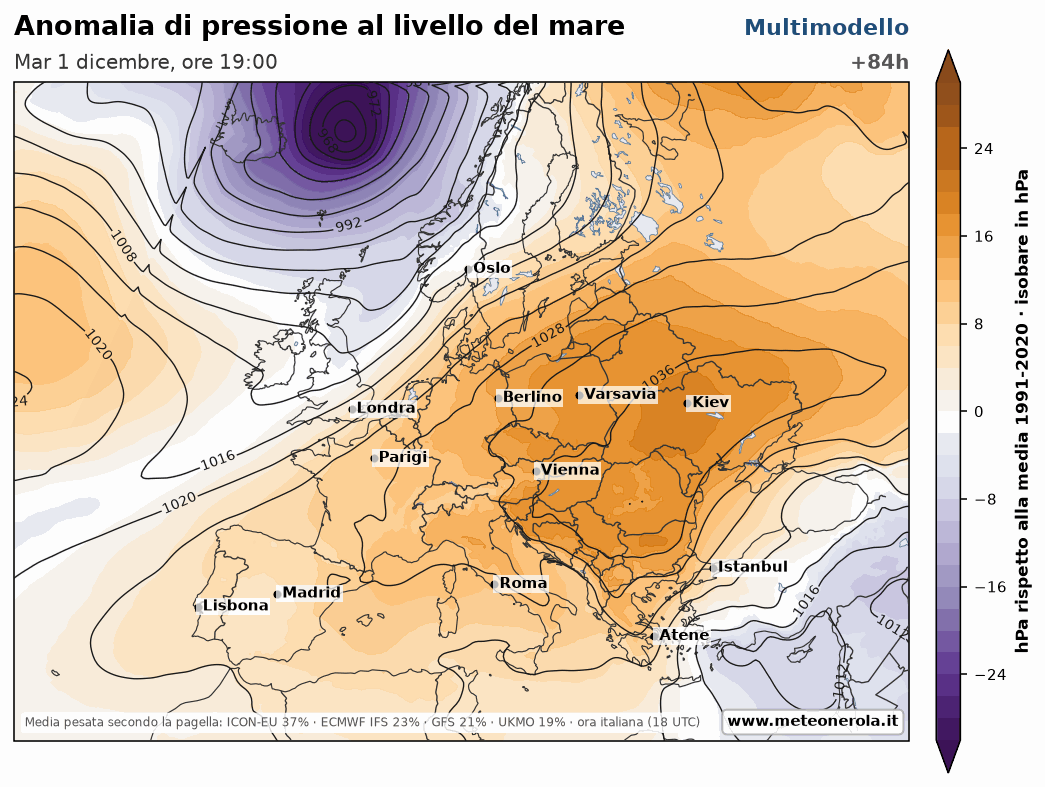 Anomalia di pressione al livello del mare
Multimodello
Mar 1 dicembre, ore 19:00
+84h
972
968
992
1008
Oslo
1028
1020
1036
24
Berlino
Varsavia
Kiev
Londra
1016
Parigi
Vienna
1020
Istanbul
Roma
Madrid
Lisbona
1016
Atene
Media pesata secondo la pagella: ICON-EU 37% · ECMWF IFS 23% · GFS 21% · UKMO 19% · ora italiana (18 UTC)
www.meteonerola.it
24
16
8
0
−8
−16
−24
hPa rispetto alla media 1991-2020 · isobare in hPa